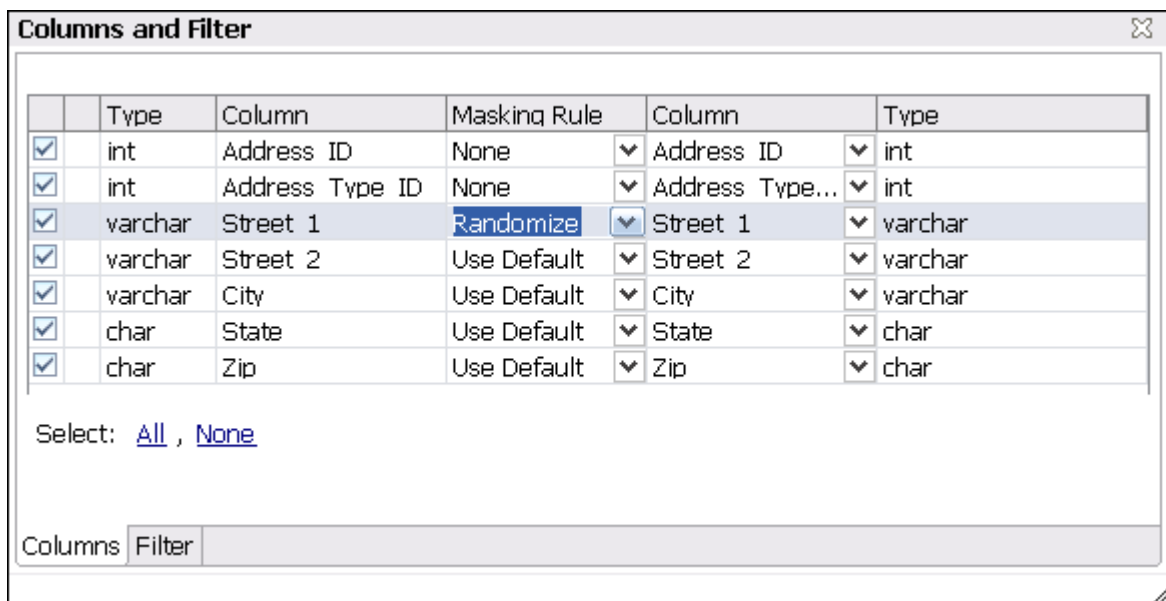 Columns and Filter
Type Column Masking Rule Column Type
int Address ID None Address ID int
int Address Type ID None Address Type... int
varchar Street 1 Randomize Street 1 varchar
varchar Street 2 Use Default Street 2 varchar
varchar City Use Default City varchar
char State Use Default State char
char Zip Use Default Zip char
Select: All , None
Columns Filter